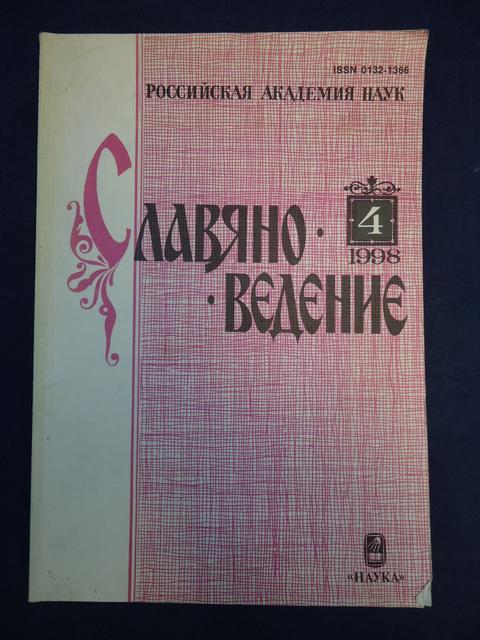 ISSN 0132-1366
РОССИЙСКАЯ АКАДЕМИЯ НАУК
СЛАВЯНО·
4
1998
·ВЕДЕНИЕ
«НАУКА»